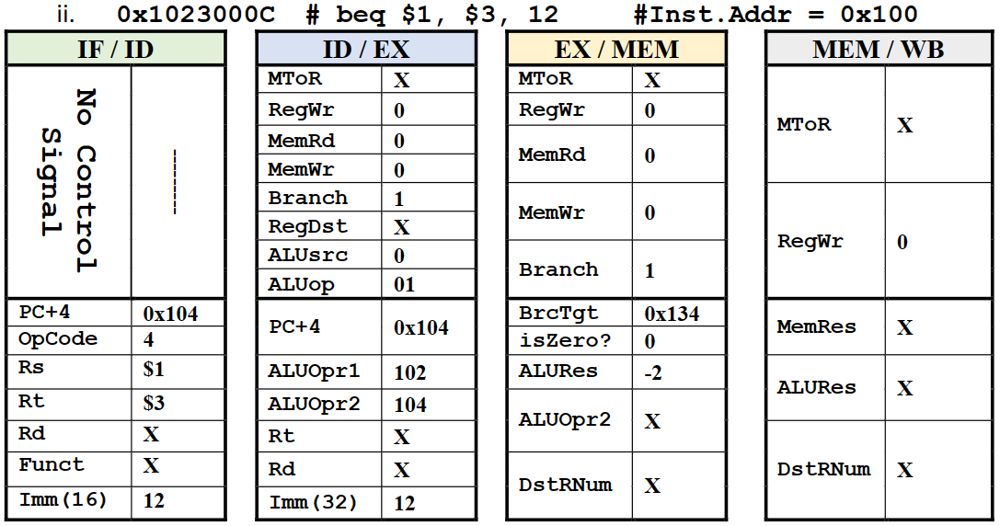 ii. 0x1023000C # beq $1, $3, 12 #Inst.Addr = 0x100
IF / ID
No Control
Signal
----------
PC+4 0x104
OpCode 4
Rs $1
Rt $3
Rd X
Funct X
Imm(16) 12
ID / EX
MToR X
RegWr 0
MemRd 0
MemWr 0
Branch 1
RegDst X
ALUsrc 0
ALUop 01
PC+4 0x104
ALUOpr1 102
ALUOpr2 104
Rt X
Rd X
Imm(32) 12
EX / MEM
MToR X
RegWr 0
MemRd 0
MemWr 0
Branch 1
BrcTgt 0x134
isZero? 0
ALURes -2
ALUOpr2 X
DstRNum X
MEM / WB
MToR X
RegWr 0
MemRes X
ALURes X
DstRNum X